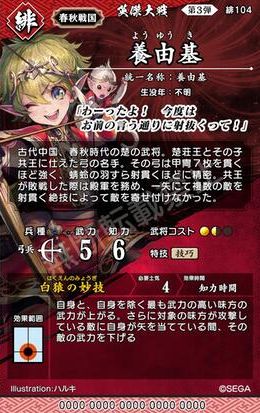 緋
春秋戦国
英傑大戦
第3弾
緋104
ようゆうき
養由基
統一名称：養由基
生没年：不明
「わーったよ！　今度は
お前の言う通りに射抜くって！」
古代中国、春秋時代の楚の武将。楚荘王とその子
共王に仕えた弓の名手。その弓は甲冑7枚を貫く
ほど強く、蜻蛉の羽すら射貫くほどに精密。共王
が敗戦した際は殿軍を務め、一矢にて複数の敵を
射貫く絶技によって敵を寄せ付けなかった。
兵種 武力 知力 武将コスト
弓兵 5 6 特技 技巧
はくえんのみょうぎ
白猿の妙技
必要士気 4
効果時間 知力時間
効果範囲
自身と、自身を除く最も武力の高い味方の
武力が上がる。さらに対象の味方が攻撃し
ている敵に自身が矢を当てている間、その
敵の武力を下げる
Illustration:ハルキ
©SEGA
0000-0000-0000-0000-0000